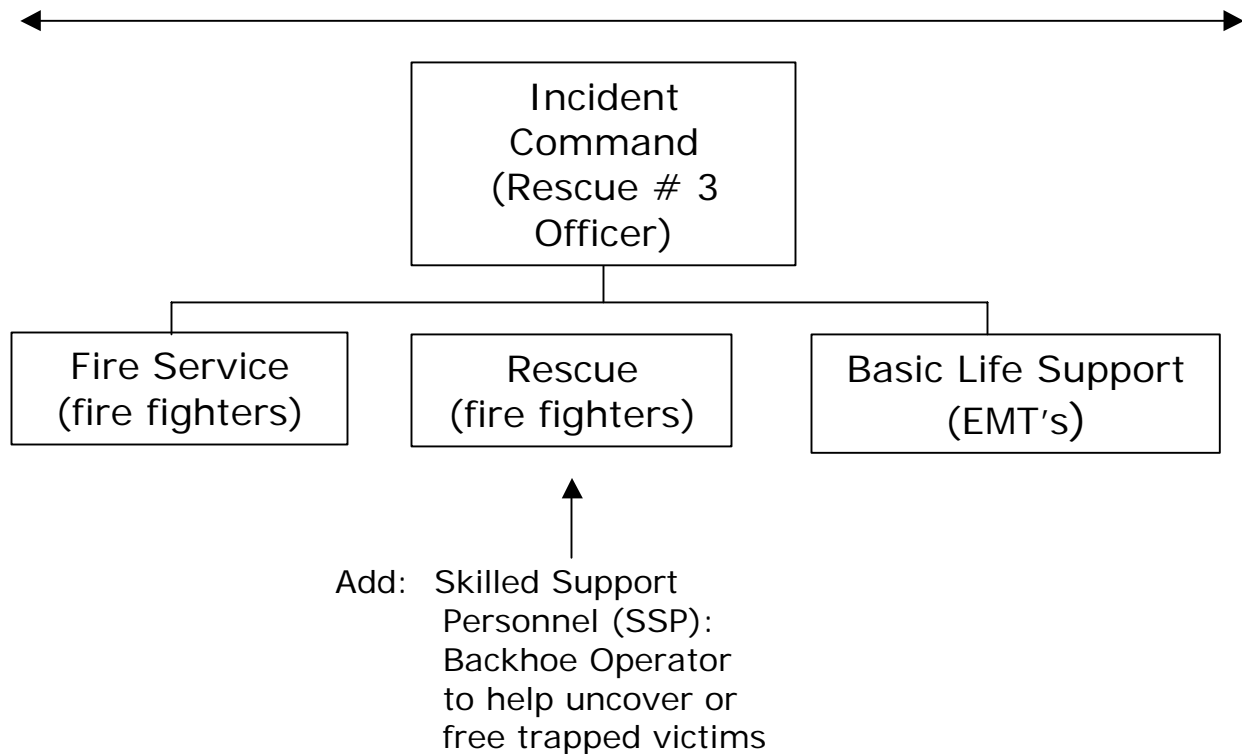 Incident
Command
(Rescue # 3
Officer)
Fire Service
(fire fighters)
Rescue
(fire fighters)
Basic Life Support
(EMT's)
Add: Skilled Support
Personnel (SSP):
Backhoe Operator
to help uncover or
free trapped victims